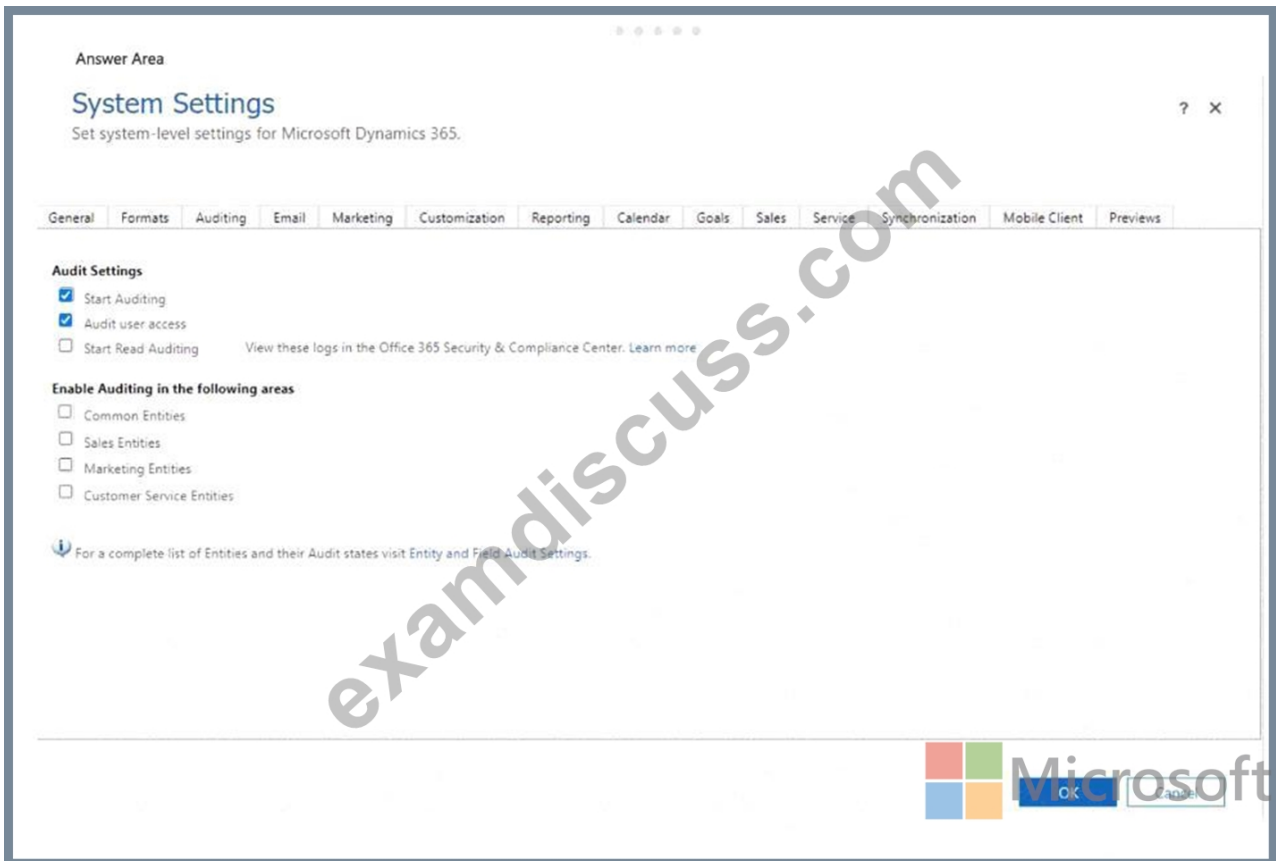 Answer Area
System Settings
? X
Set system-level settings for Microsoft Dynamics 365.
General Formats Auditing Email Marketing Customization Reporting Calendar Goals Sales Service Synchronization Mobile Client Previews
Audit Settings
Start Auditing
Audit user access
Start Read Auditing View these logs in the Office 365 Security & Compliance Center. Learn more
Enable Auditing in the following areas
Common Entities
Sales Entities
Marketing Entities
Customer Service Entities
For a complete list of Entities and their Audit states visit Entity and Field Audit Settings.
examdiscuss.com
Microsoft
OK Cancel